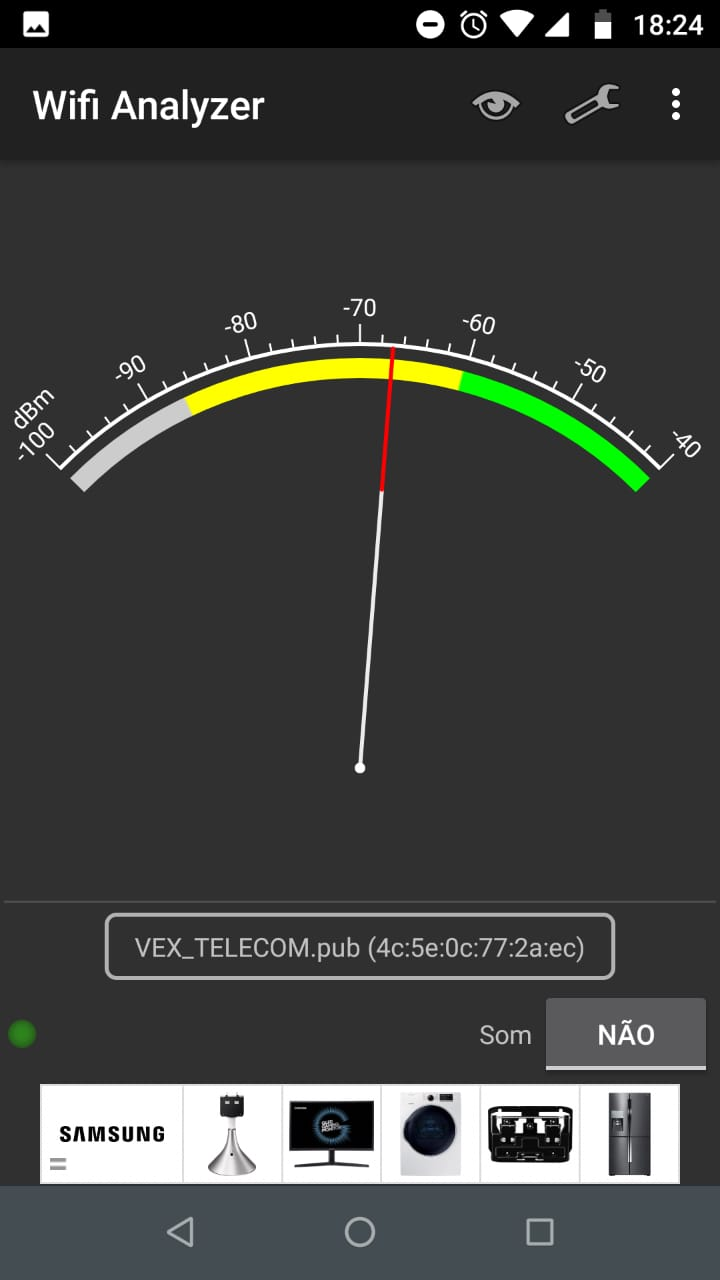 18:24
Wifi Analyzer
dBm
-100
-90
-80
-70
-60
-50
-40
VEX_TELECOM.pub (4c:5e:0c:77:2a:ec)
Som
NÃO
SAMSUNG